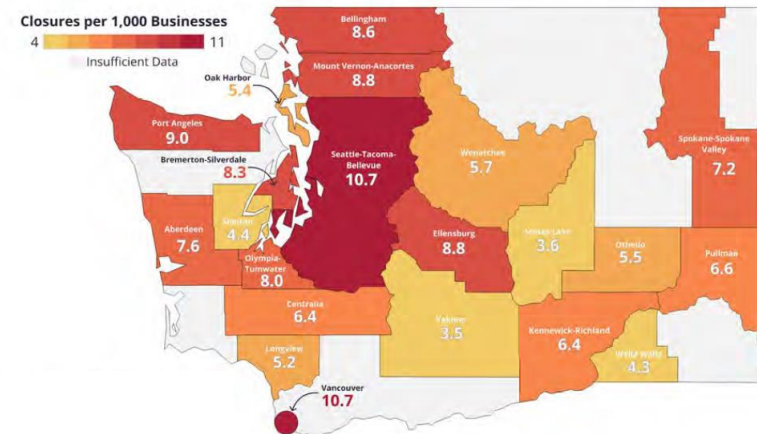 Closures per 1,000 Businesses
4 11
Insufficient Data
Bellingham
8.6
Mount Vernon-Anacortes
8.8
Oak Harbor
5.4
Port Angeles
9.0
Bremerton-Silverdale
8.3
Seattle-Tacoma-
Bellevue
10.7
Wenatchee
5.7
Spokane-Spokane
Valley
7.2
Shelton
4.4
Aberdeen
7.6
Olympia-
Tumwater
8.0
Ellensburg
8.8
Moses Lake
3.6
Othello
5.5
Pullman
6.6
Centralia
6.4
Yakima
3.5
Kennewick-Richland
6.4
Walla Walla
4.3
Longview
5.2
Vancouver
10.7